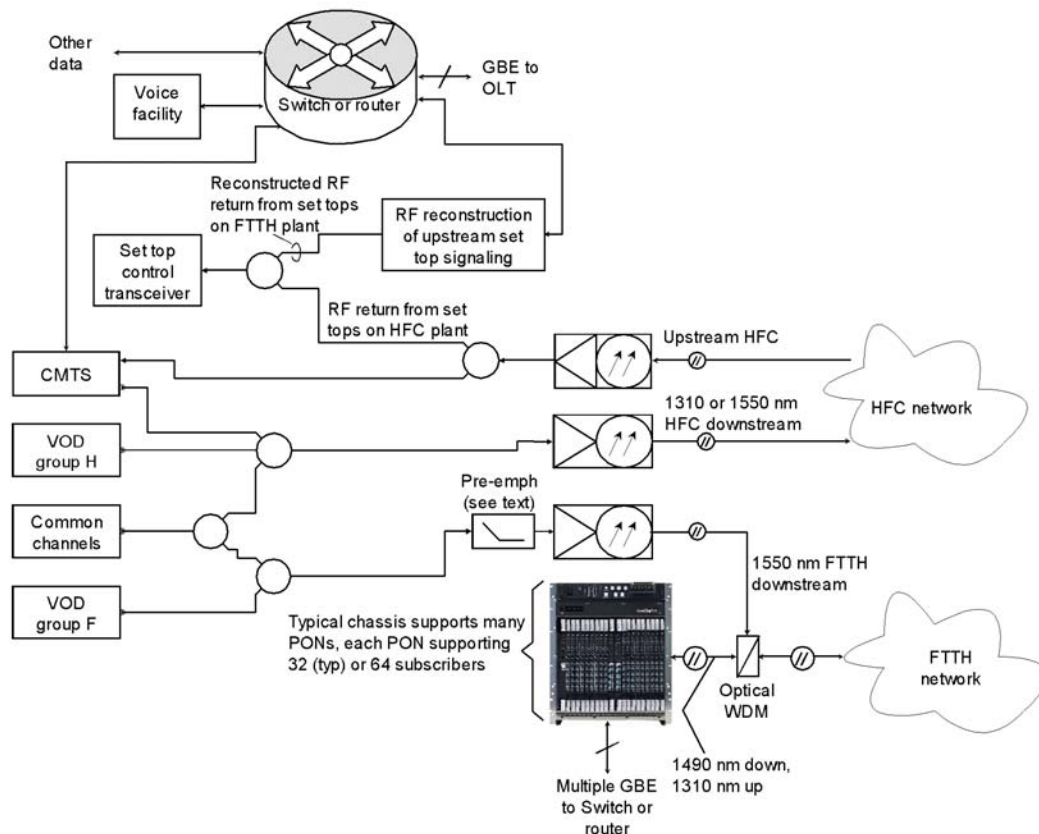 Other
data
Voice
facility
Switch or router
GBE to
OLT
Reconstructed RF
return from set tops
on FTTH plant
RF reconstruction
of upstream set
top signaling
Set top
control
transceiver
RF return from set
tops on HFC plant
Upstream HFC
CMTS
HFC network
1310 or 1550 nm
HFC downstream
VOD
group H
Pre-emph
(see text)
Common
channels
1550 nm FTTH
downstream
VOD
group F
Typical chassis supports many
PONs, each PON supporting
32 (typ) or 64 subscribers
FTTH
network
Optical
WDM
1490 nm down,
1310 nm up
Multiple GBE
to Switch or
router